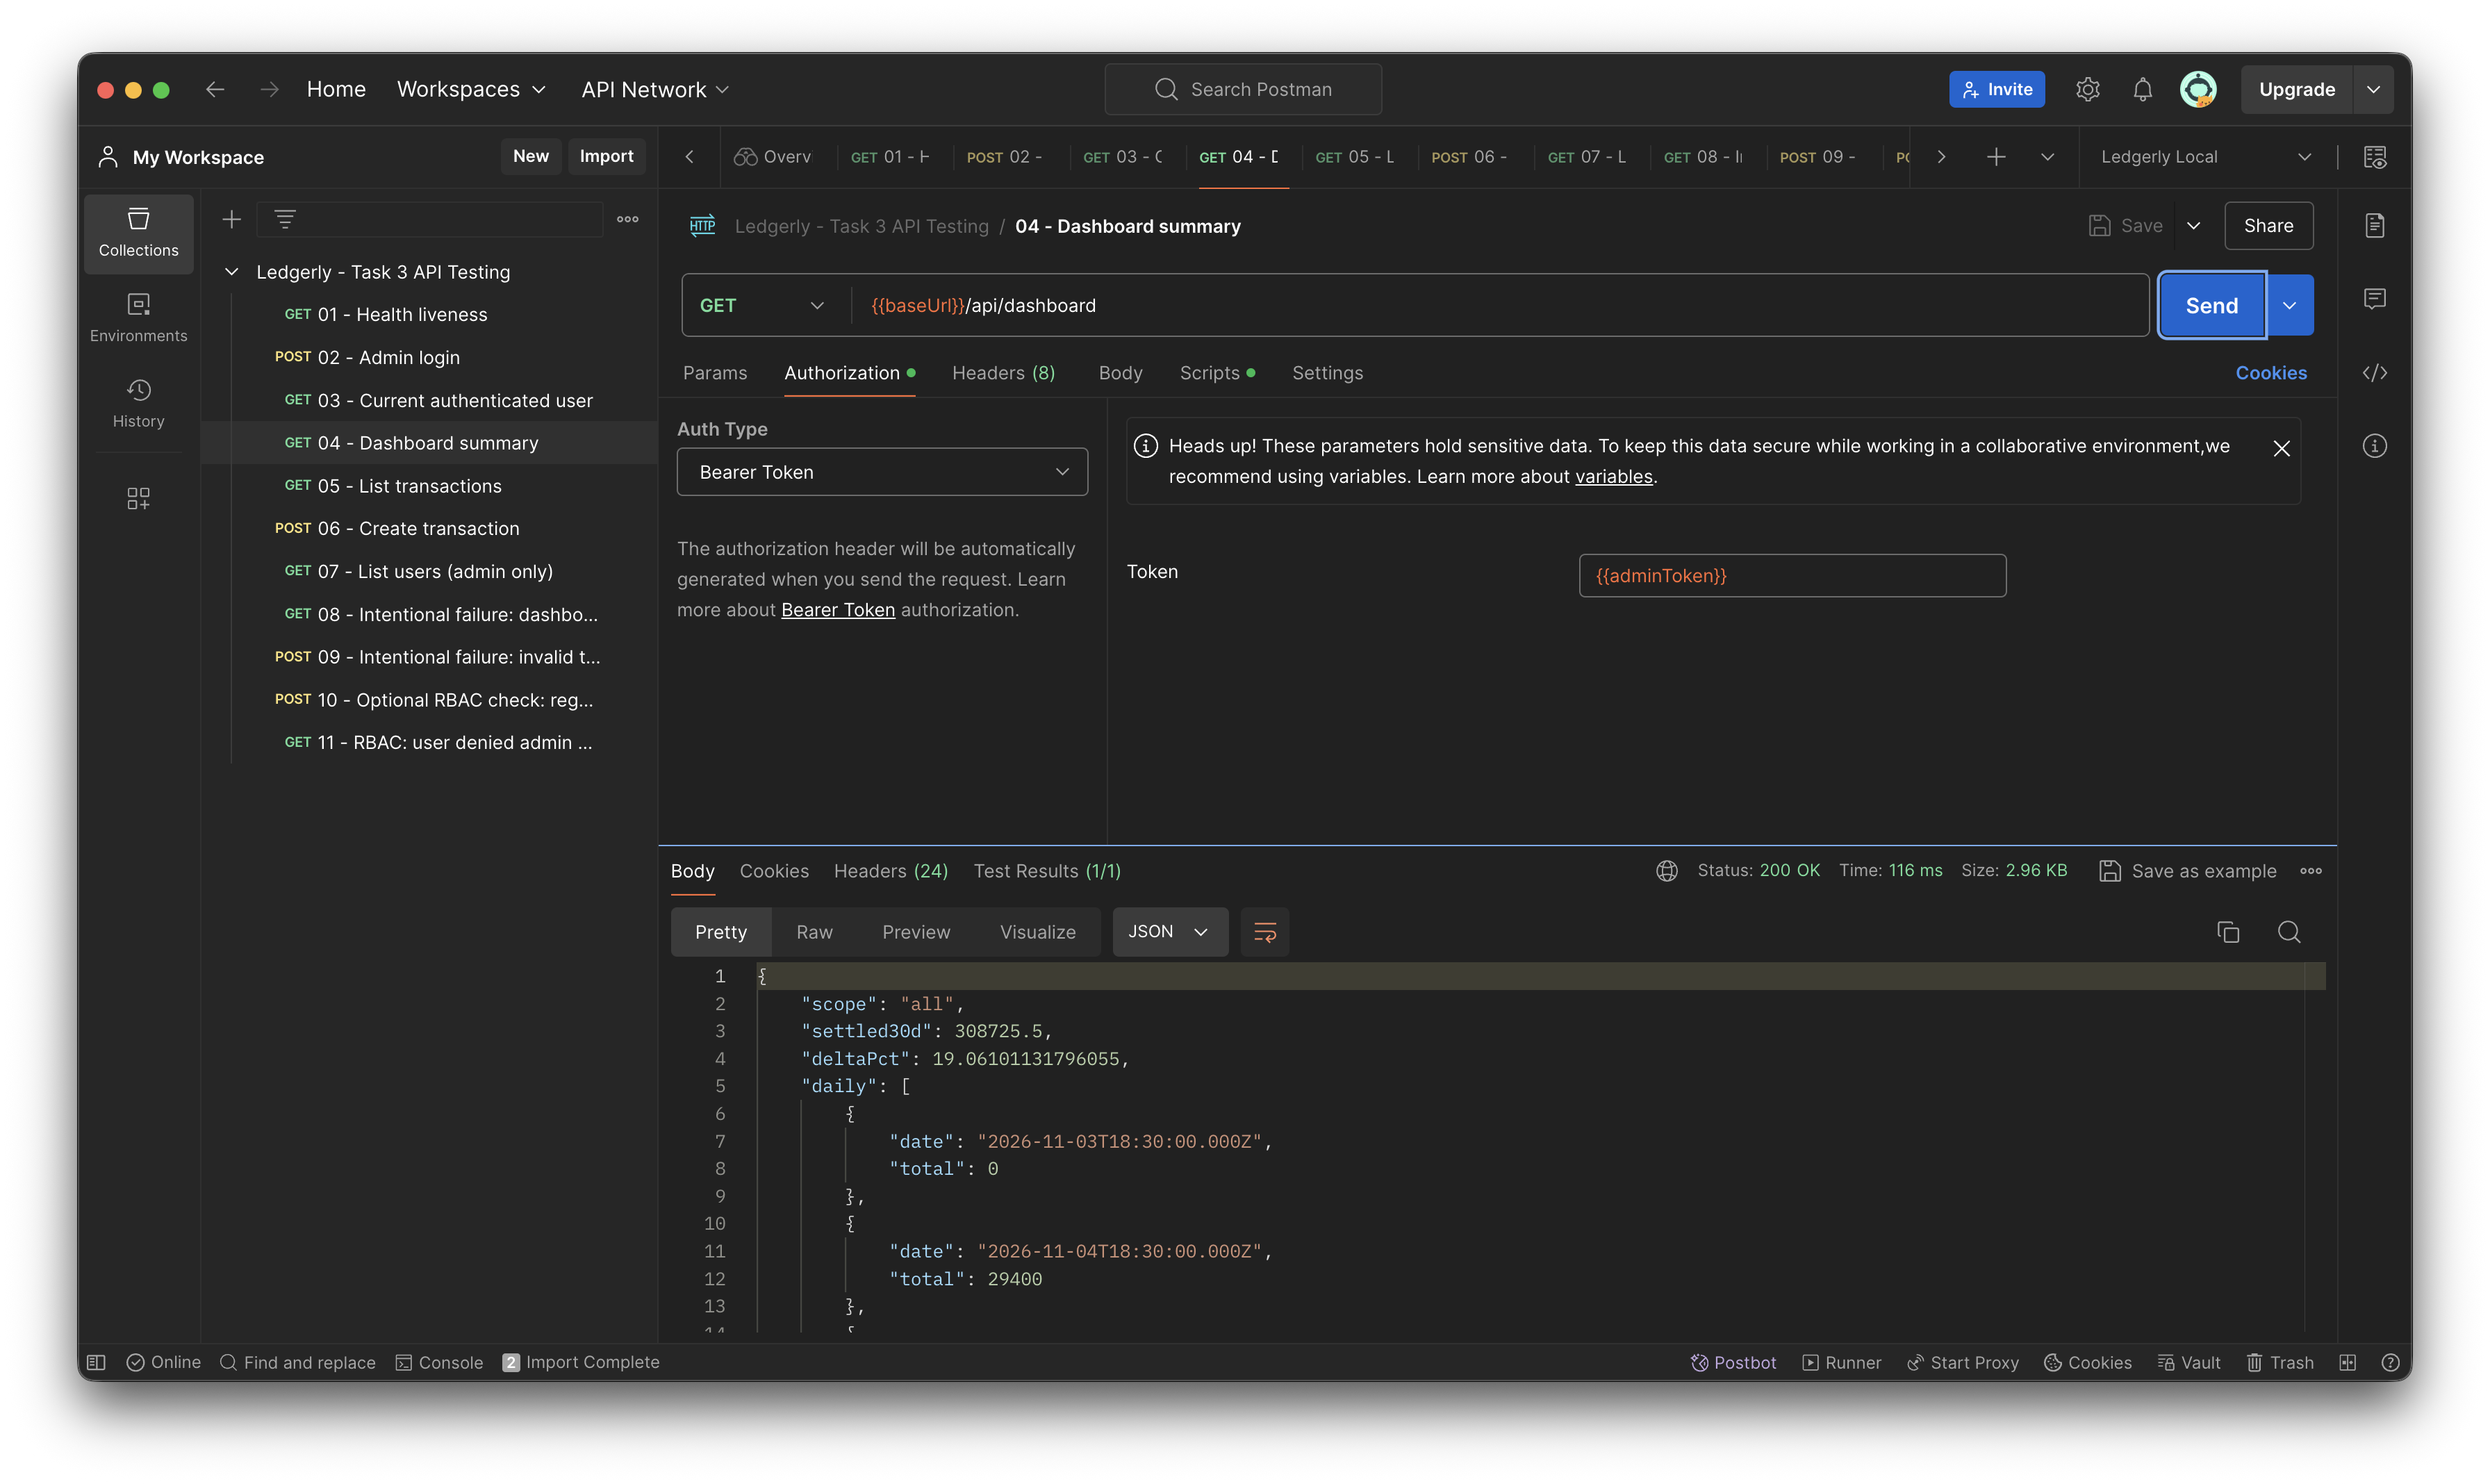 Home Workspaces API Network Search Postman Invite Upgrade
My Workspace New Import
Overv GET 01 - H POST 02 - GET 03 - C GET 04 - D GET 05 - L POST 06 - GET 07 - L GET 08 - I POST 09 - PO Ledgerly Local
Collections
Environments
History
Ledgerly - Task 3 API Testing
GET 01 - Health liveness
POST 02 - Admin login
GET 03 - Current authenticated user
GET 04 - Dashboard summary
GET 05 - List transactions
POST 06 - Create transaction
GET 07 - List users (admin only)
GET 08 - Intentional failure: dashbo...
POST 09 - Intentional failure: invalid t...
POST 10 - Optional RBAC check: reg...
GET 11 - RBAC: user denied admin ...
HTTP Ledgerly - Task 3 API Testing / 04 - Dashboard summary Save Share
GET {{baseUrl}}/api/dashboard Send
Params Authorization Headers (8) Body Scripts Settings Cookies
Auth Type
Bearer Token
The authorization header will be automatically
generated when you send the request. Learn
more about Bearer Token authorization.
Heads up! These parameters hold sensitive data. To keep this data secure while working in a collaborative environment,we
recommend using variables. Learn more about variables.
Token {{adminToken}}
Body Cookies Headers (24) Test Results (1/1) Status: 200 OK Time: 116 ms Size: 2.96 KB Save as example
Pretty Raw Preview Visualize JSON
1 {
2 "scope": "all",
3 "settled30d": 308725.5,
4 "deltaPct": 19.06101131796055,
5 "daily": [
6 {
7 "date": "2026-11-03T18:30:00.000Z",
8 "total": 0
9 },
10 {
11 "date": "2026-11-04T18:30:00.000Z",
12 "total": 29400
13 },
14 {
Online Find and replace Console 2 Import Complete Postbot Runner Start Proxy Cookies Vault Trash